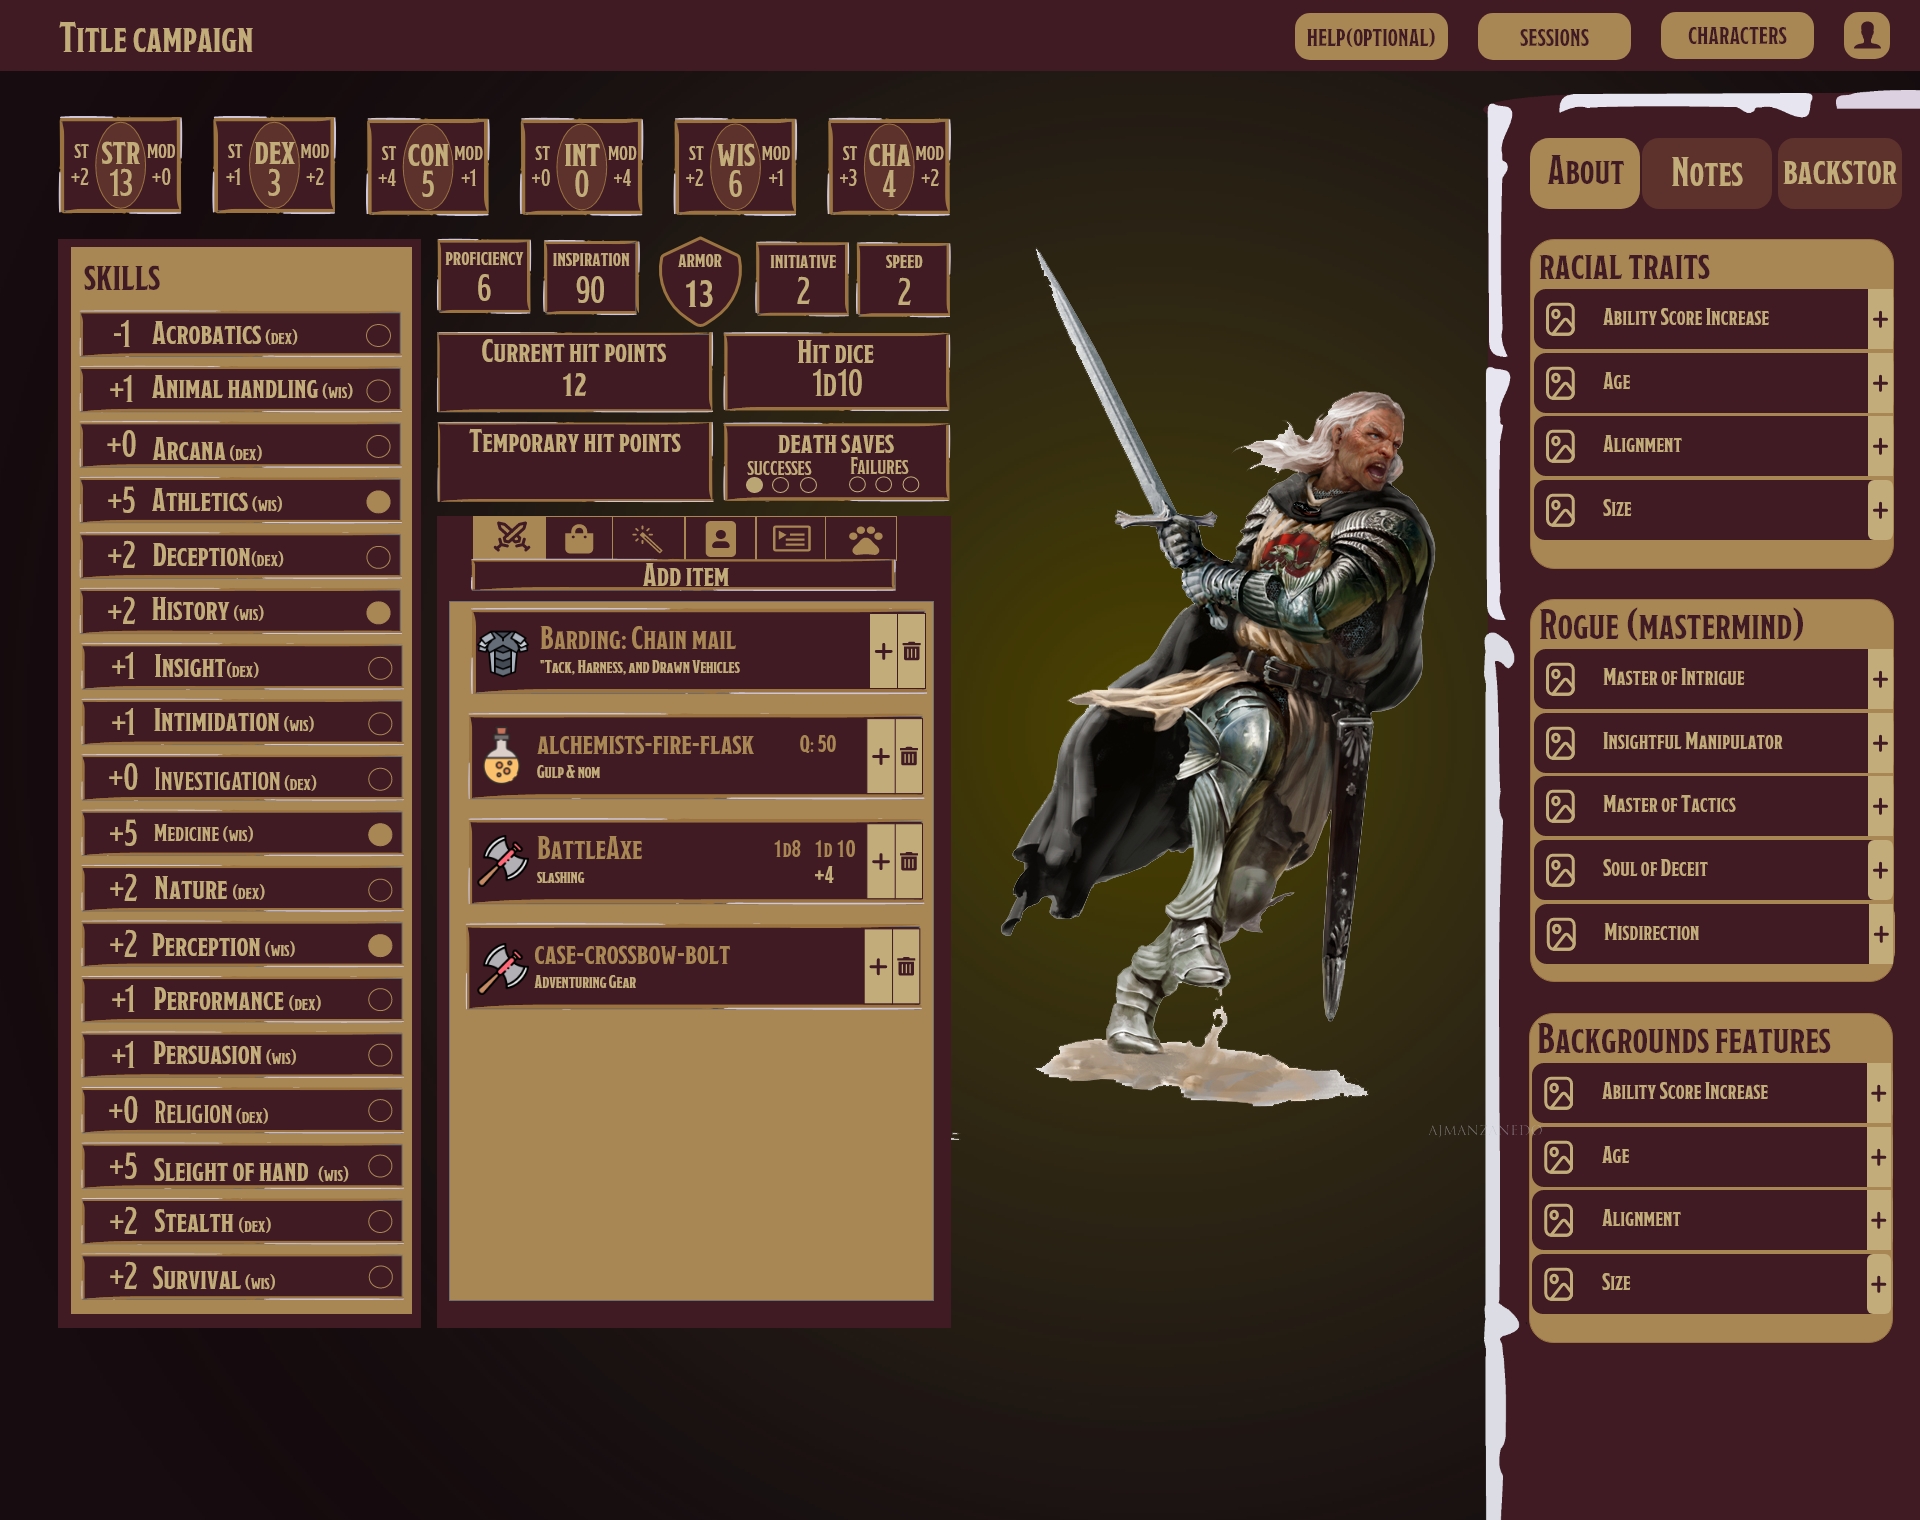 Title campaign
HELP(OPTIONAL)
SESSIONS
CHARACTERS
ST STR MOD
+2 13 +0
ST DEX MOD
+1 3 +2
ST CON MOD
+4 5 +1
ST INT MOD
+0 0 +4
ST WIS MOD
+2 6 +1
ST CHA MOD
+3 4 +2
SKILLS
-1 Acrobatics (dex)
+1 Animal handling (wis)
+0 Arcana (dex)
+5 Athletics (wis)
+2 Deception(dex)
+2 History (wis)
+1 Insight(dex)
+1 Intimidation (wis)
+0 Investigation (dex)
+5 Medicine (wis)
+2 Nature (dex)
+2 Perception (wis)
+1 Performance (dex)
+1 Persuasion (wis)
+0 Religion (dex)
+5 Sleight of hand (wis)
+2 Stealth (dex)
+2 Survival (wis)
PROFICIENCY
6
INSPIRATION
90
ARMOR
13
INITIATIVE
2
SPEED
2
Current hit points
12
Hit dice
1d10
Temporary hit points
DEATH SAVES
SUCCESSES Failures
Add item
Barding: Chain mail
"Tack, Harness, and Drawn Vehicles
ALCHEMISTS-FIRE-FLASK Q: 50
Gulp & nom
BattleAxe 1d8 1d 10
slashing +4
CASE-CROSSBOW-BOLT
Adventuring Gear
AJMANZANEDO
About
Notes
BACKSTOR
RACIAL TRAITS
Ability Score Increase
Age
Alignment
Size
Rogue (mastermind)
Master of Intrigue
Insightful Manipulator
Master of Tactics
Soul of Deceit
Misdirection
Backgrounds features
Ability Score Increase
Age
Alignment
Size